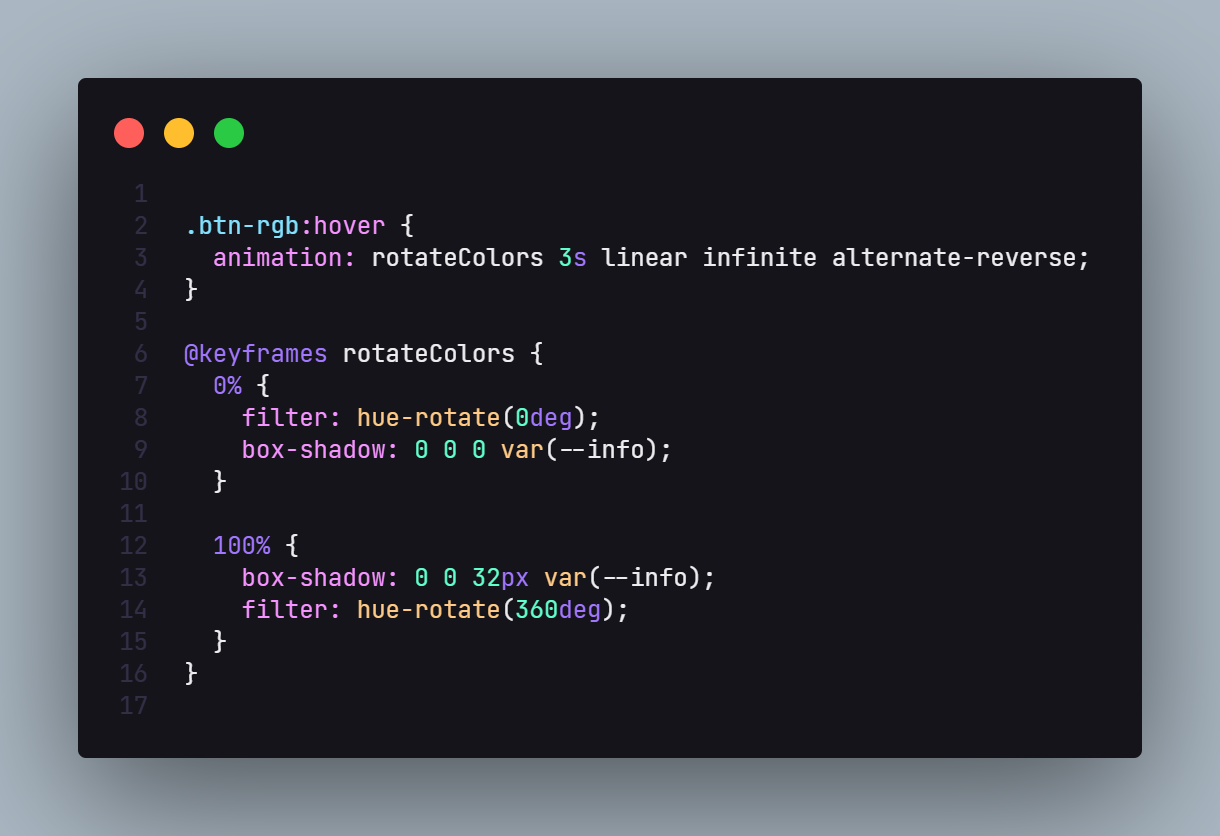 1
2 .btn-rgb:hover {
3   animation: rotateColors 3s linear infinite alternate-reverse;
4 }
5
6 @keyframes rotateColors {
7   0% {
8     filter: hue-rotate(0deg);
9     box-shadow: 0 0 0 var(--info);
10   }
11
12   100% {
13     box-shadow: 0 0 32px var(--info);
14     filter: hue-rotate(360deg);
15   }
16 }
17